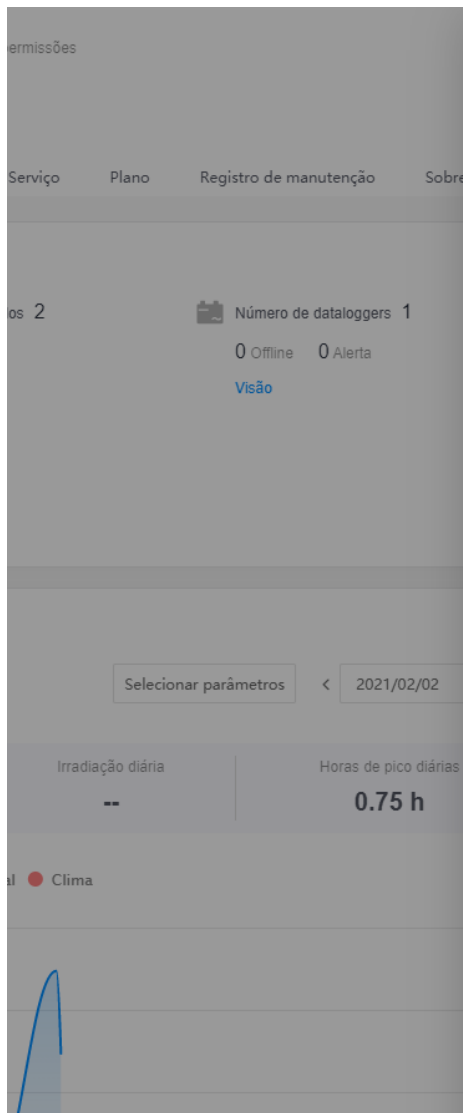 ermissões
Serviço Plano Registro de manutenção Sobre
os 2 Número de dataloggers 1
0 Offline 0 Alerta
Visão
Selecionar parâmetros < 2021/02/02
Irradiação diária Horas de pico diárias
-- 0.75 h
al Clima